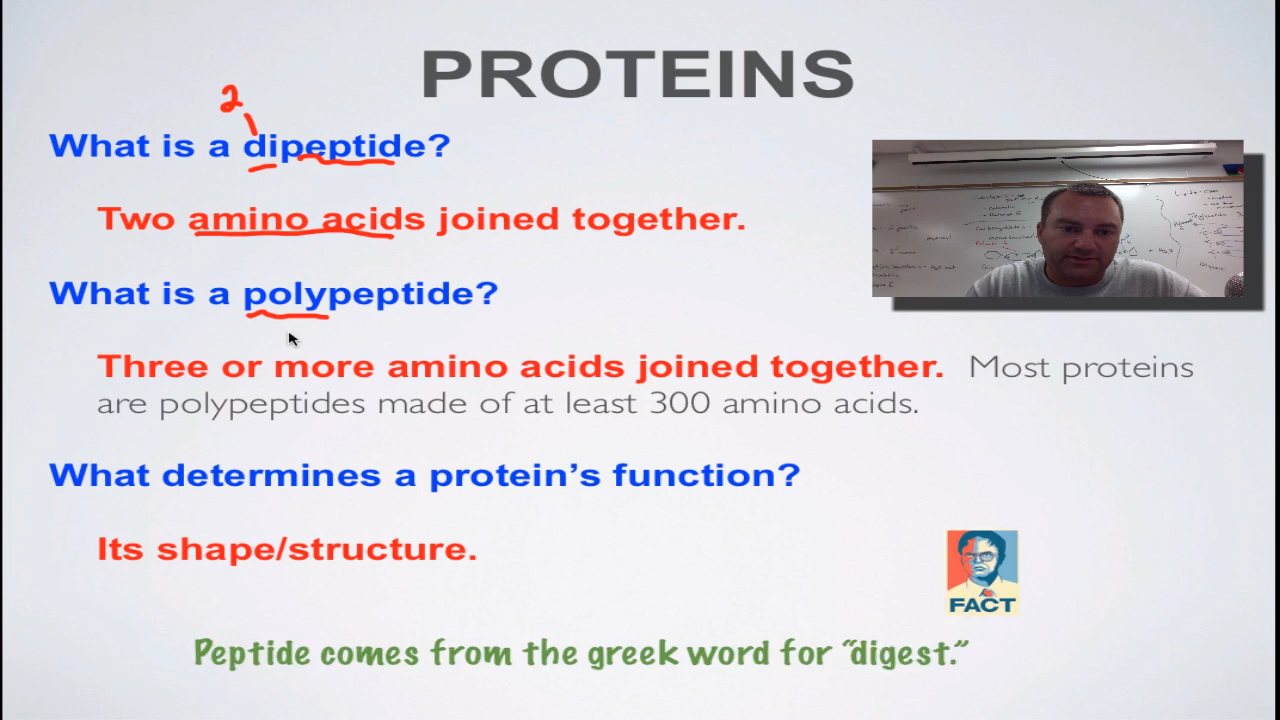 PROTEINS
2
What is a dipeptide?
Two amino acids joined together.
What is a polypeptide?
Three or more amino acids joined together. Most proteins
are polypeptides made of at least 300 amino acids.
What determines a protein’s function?
Its shape/structure.
FACT
Peptide comes from the greek word for “digest.”